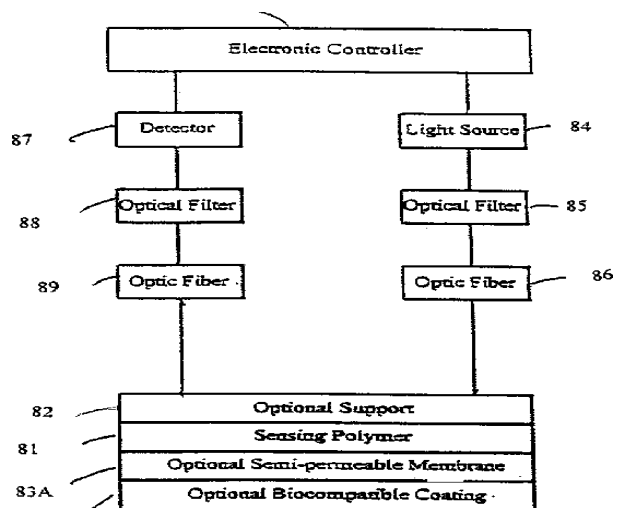 Electronic Controller
87 Detector Light Source 84
88 Optical Filter Optical Filter 85
89 Optic Fiber Optic Fiber 86
82 Optional Support
81 Sensing Polymer
Optional Semi-permeable Membrane
83A Optional Biocompatible Coating